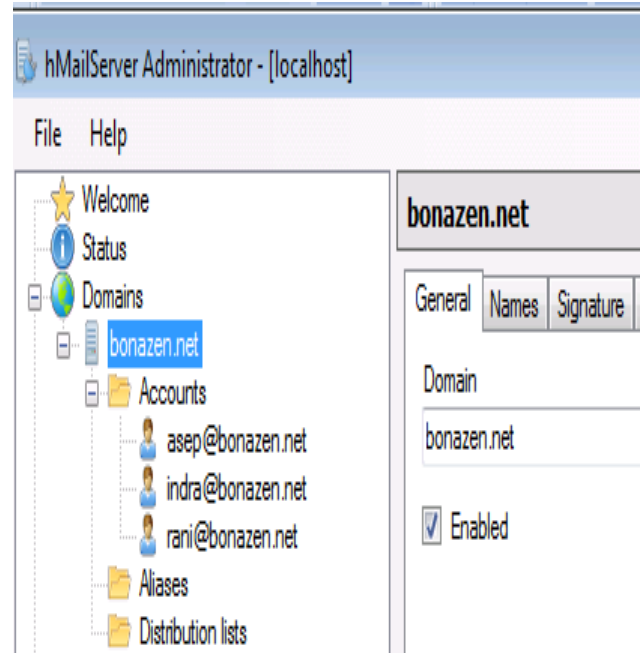 hMailServer Administrator - [localhost]
File Help
Welcome
Status
Domains
bonazen.net
Accounts
asep@bonazen.net
indra@bonazen.net
rani@bonazen.net
Aliases
Distribution lists
bonazen.net
General Names Signature
Domain
bonazen.net
Enabled